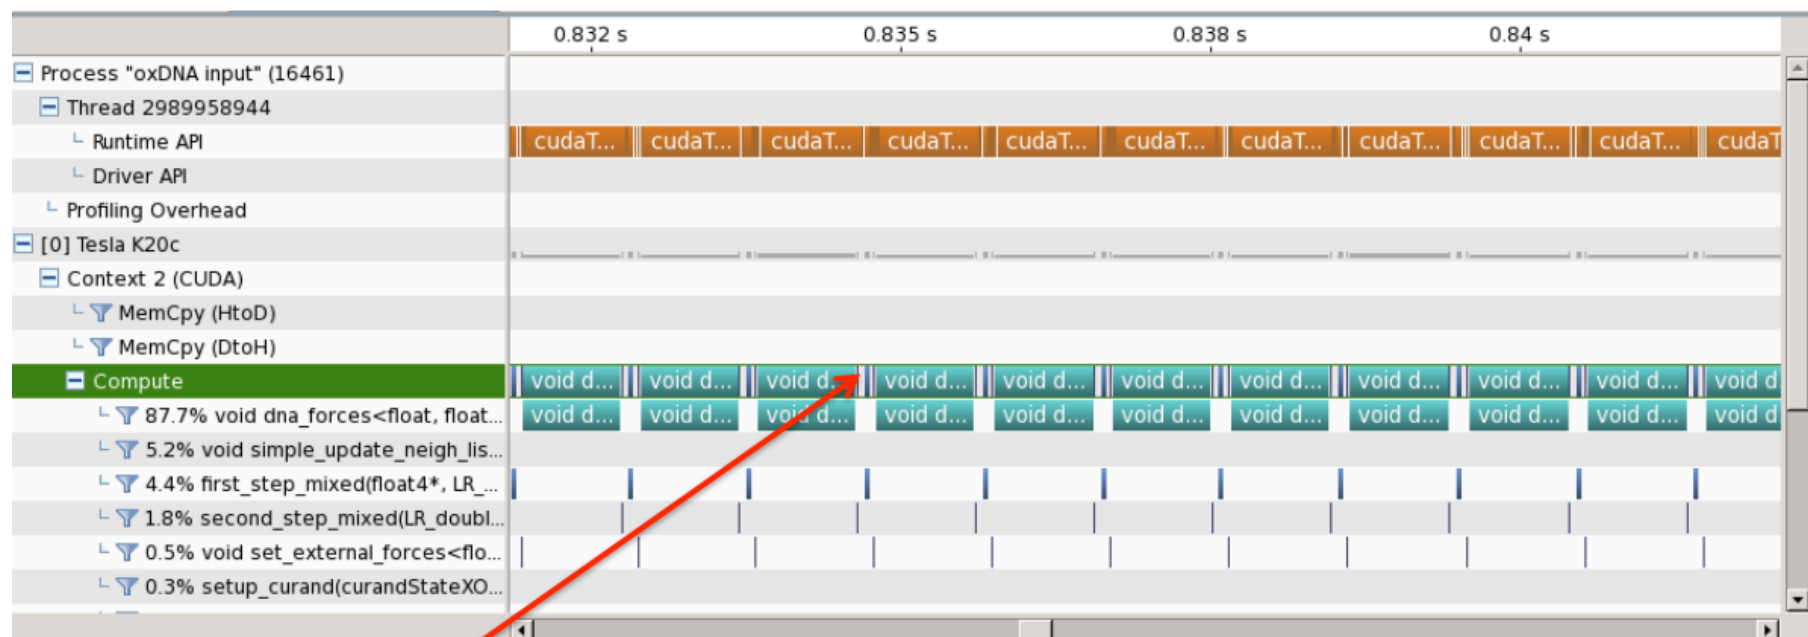 0.832 s 0.835 s 0.838 s 0.84 s
Process "oxDNA input" (16461)
Thread 2989958944
Runtime API cudaT... cudaT... cudaT... cudaT... cudaT... cudaT... cudaT... cudaT... cudaT... cudaT... cudaT
Driver API
Profiling Overhead
[0] Tesla K20c
Context 2 (CUDA)
MemCpy (HtoD)
MemCpy (DtoH)
Compute void d... void d... void d... void d... void d... void d... void d... void d... void d... void d... void d
87.7% void dna_forces<float, float... void d... void d... void d... void d... void d... void d... void d... void d... void d... void d... void d
5.2% void simple_update_neigh_lis...
4.4% first_step_mixed(float4*, LR_...
1.8% second_step_mixed(LR_doubl...
0.5% void set_external_forces<flo...
0.3% setup_curand(curandStateXO...